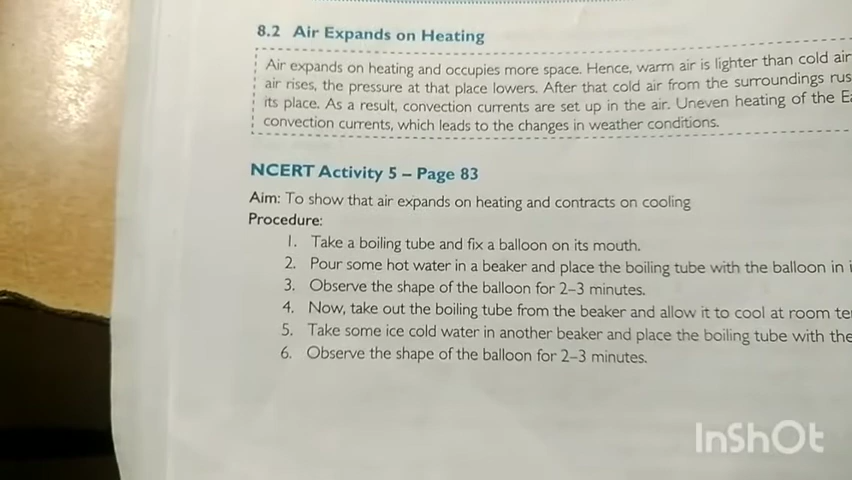 8.2 Air Expands on Heating
Air expands on heating and occupies more space. Hence, warm air is lighter than cold air
air rises, the pressure at that place lowers. After that cold air from the surroundings rus
its place. As a result, convection currents are set up in the air. Uneven heating of the Ea
convection currents, which leads to the changes in weather conditions.
NCERT Activity 5 – Page 83
Aim: To show that air expands on heating and contracts on cooling
Procedure:
1. Take a boiling tube and fix a balloon on its mouth.
2. Pour some hot water in a beaker and place the boiling tube with the balloon in i
3. Observe the shape of the balloon for 2–3 minutes.
4. Now, take out the boiling tube from the beaker and allow it to cool at room te
5. Take some ice cold water in another beaker and place the boiling tube with the
6. Observe the shape of the balloon for 2–3 minutes.
InShOt